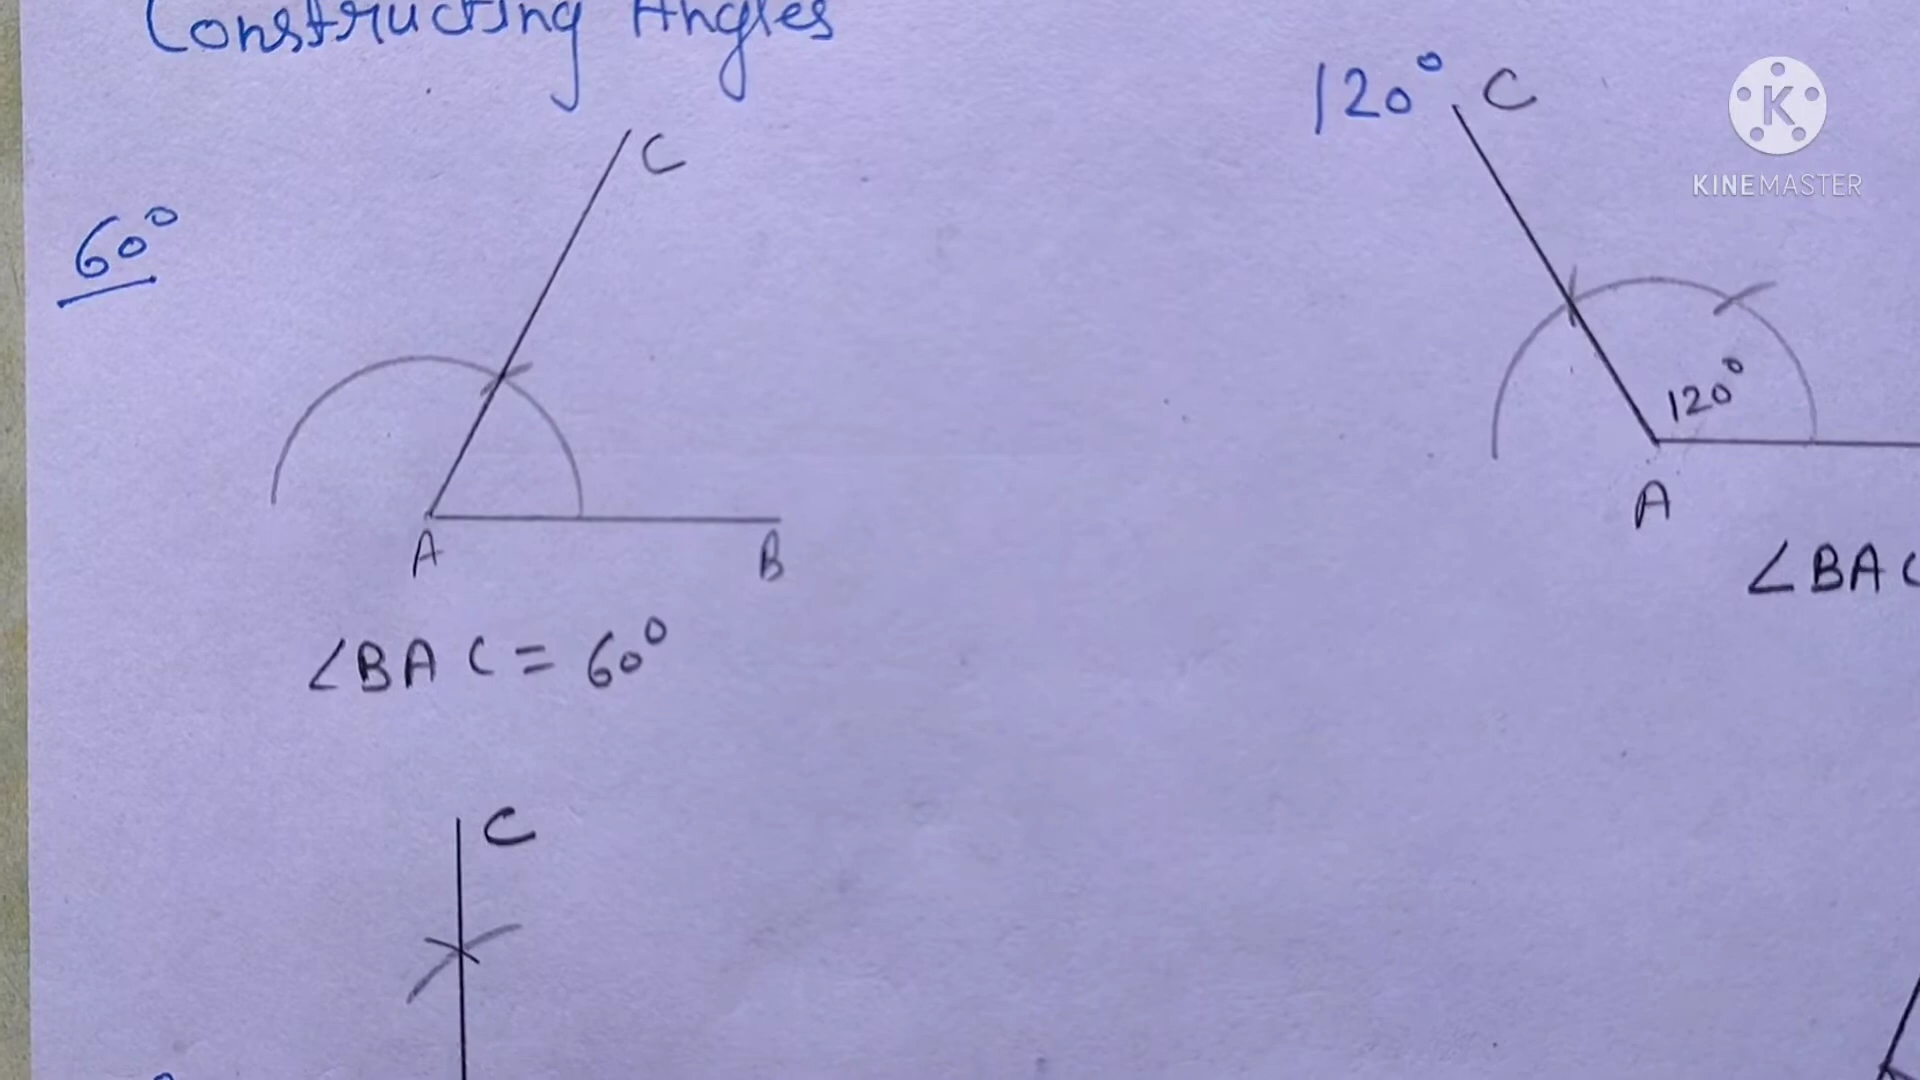 Constructing Angles
60°
C
A
B
∠BAC = 60°
120°
C
120°
A
∠BAC
C
KINEMASTER